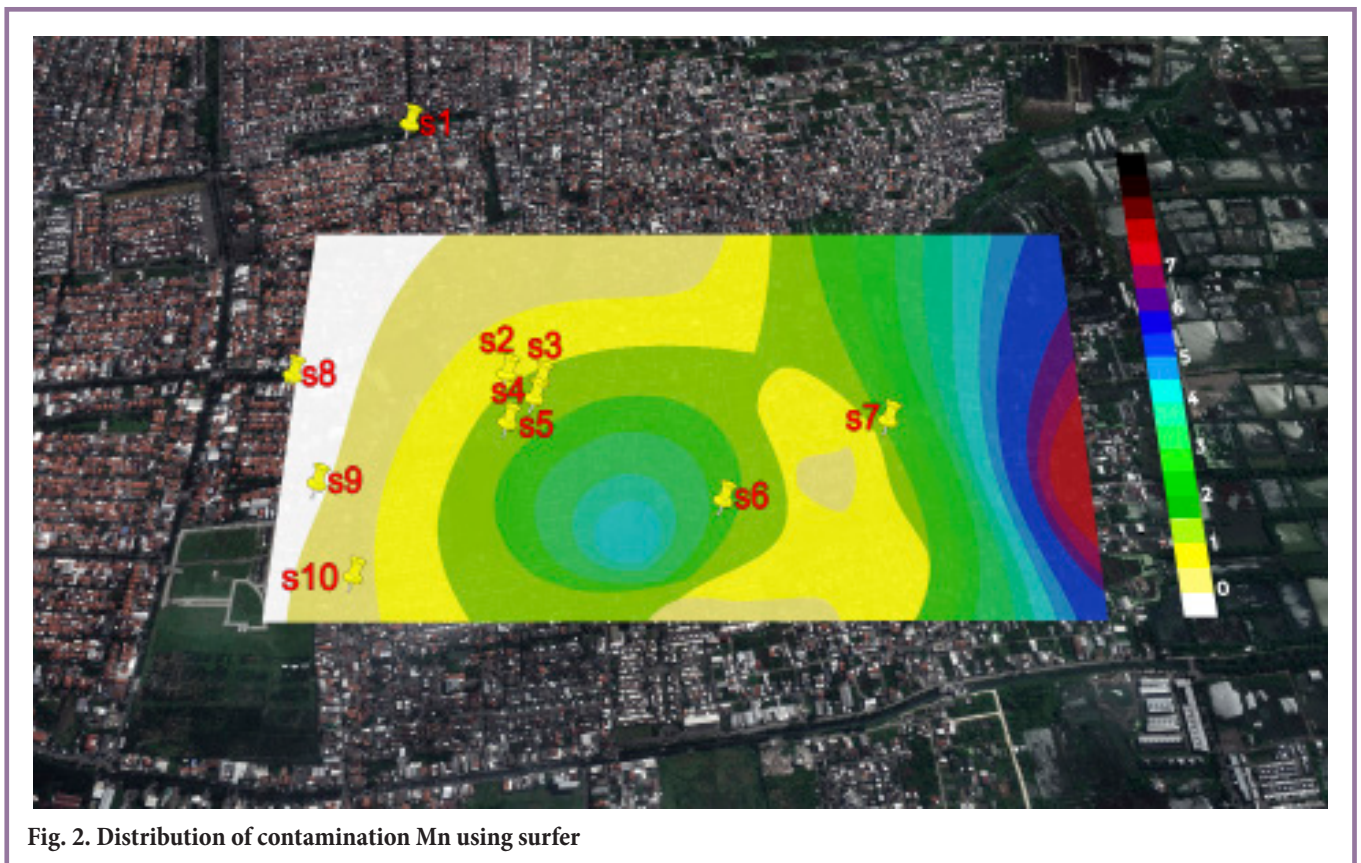 s1
s2
s3
s4
s5
s6
s7
s8
s9
s10
7
6
5
4
3
2
1
0
Fig. 2. Distribution of contamination Mn using surfer